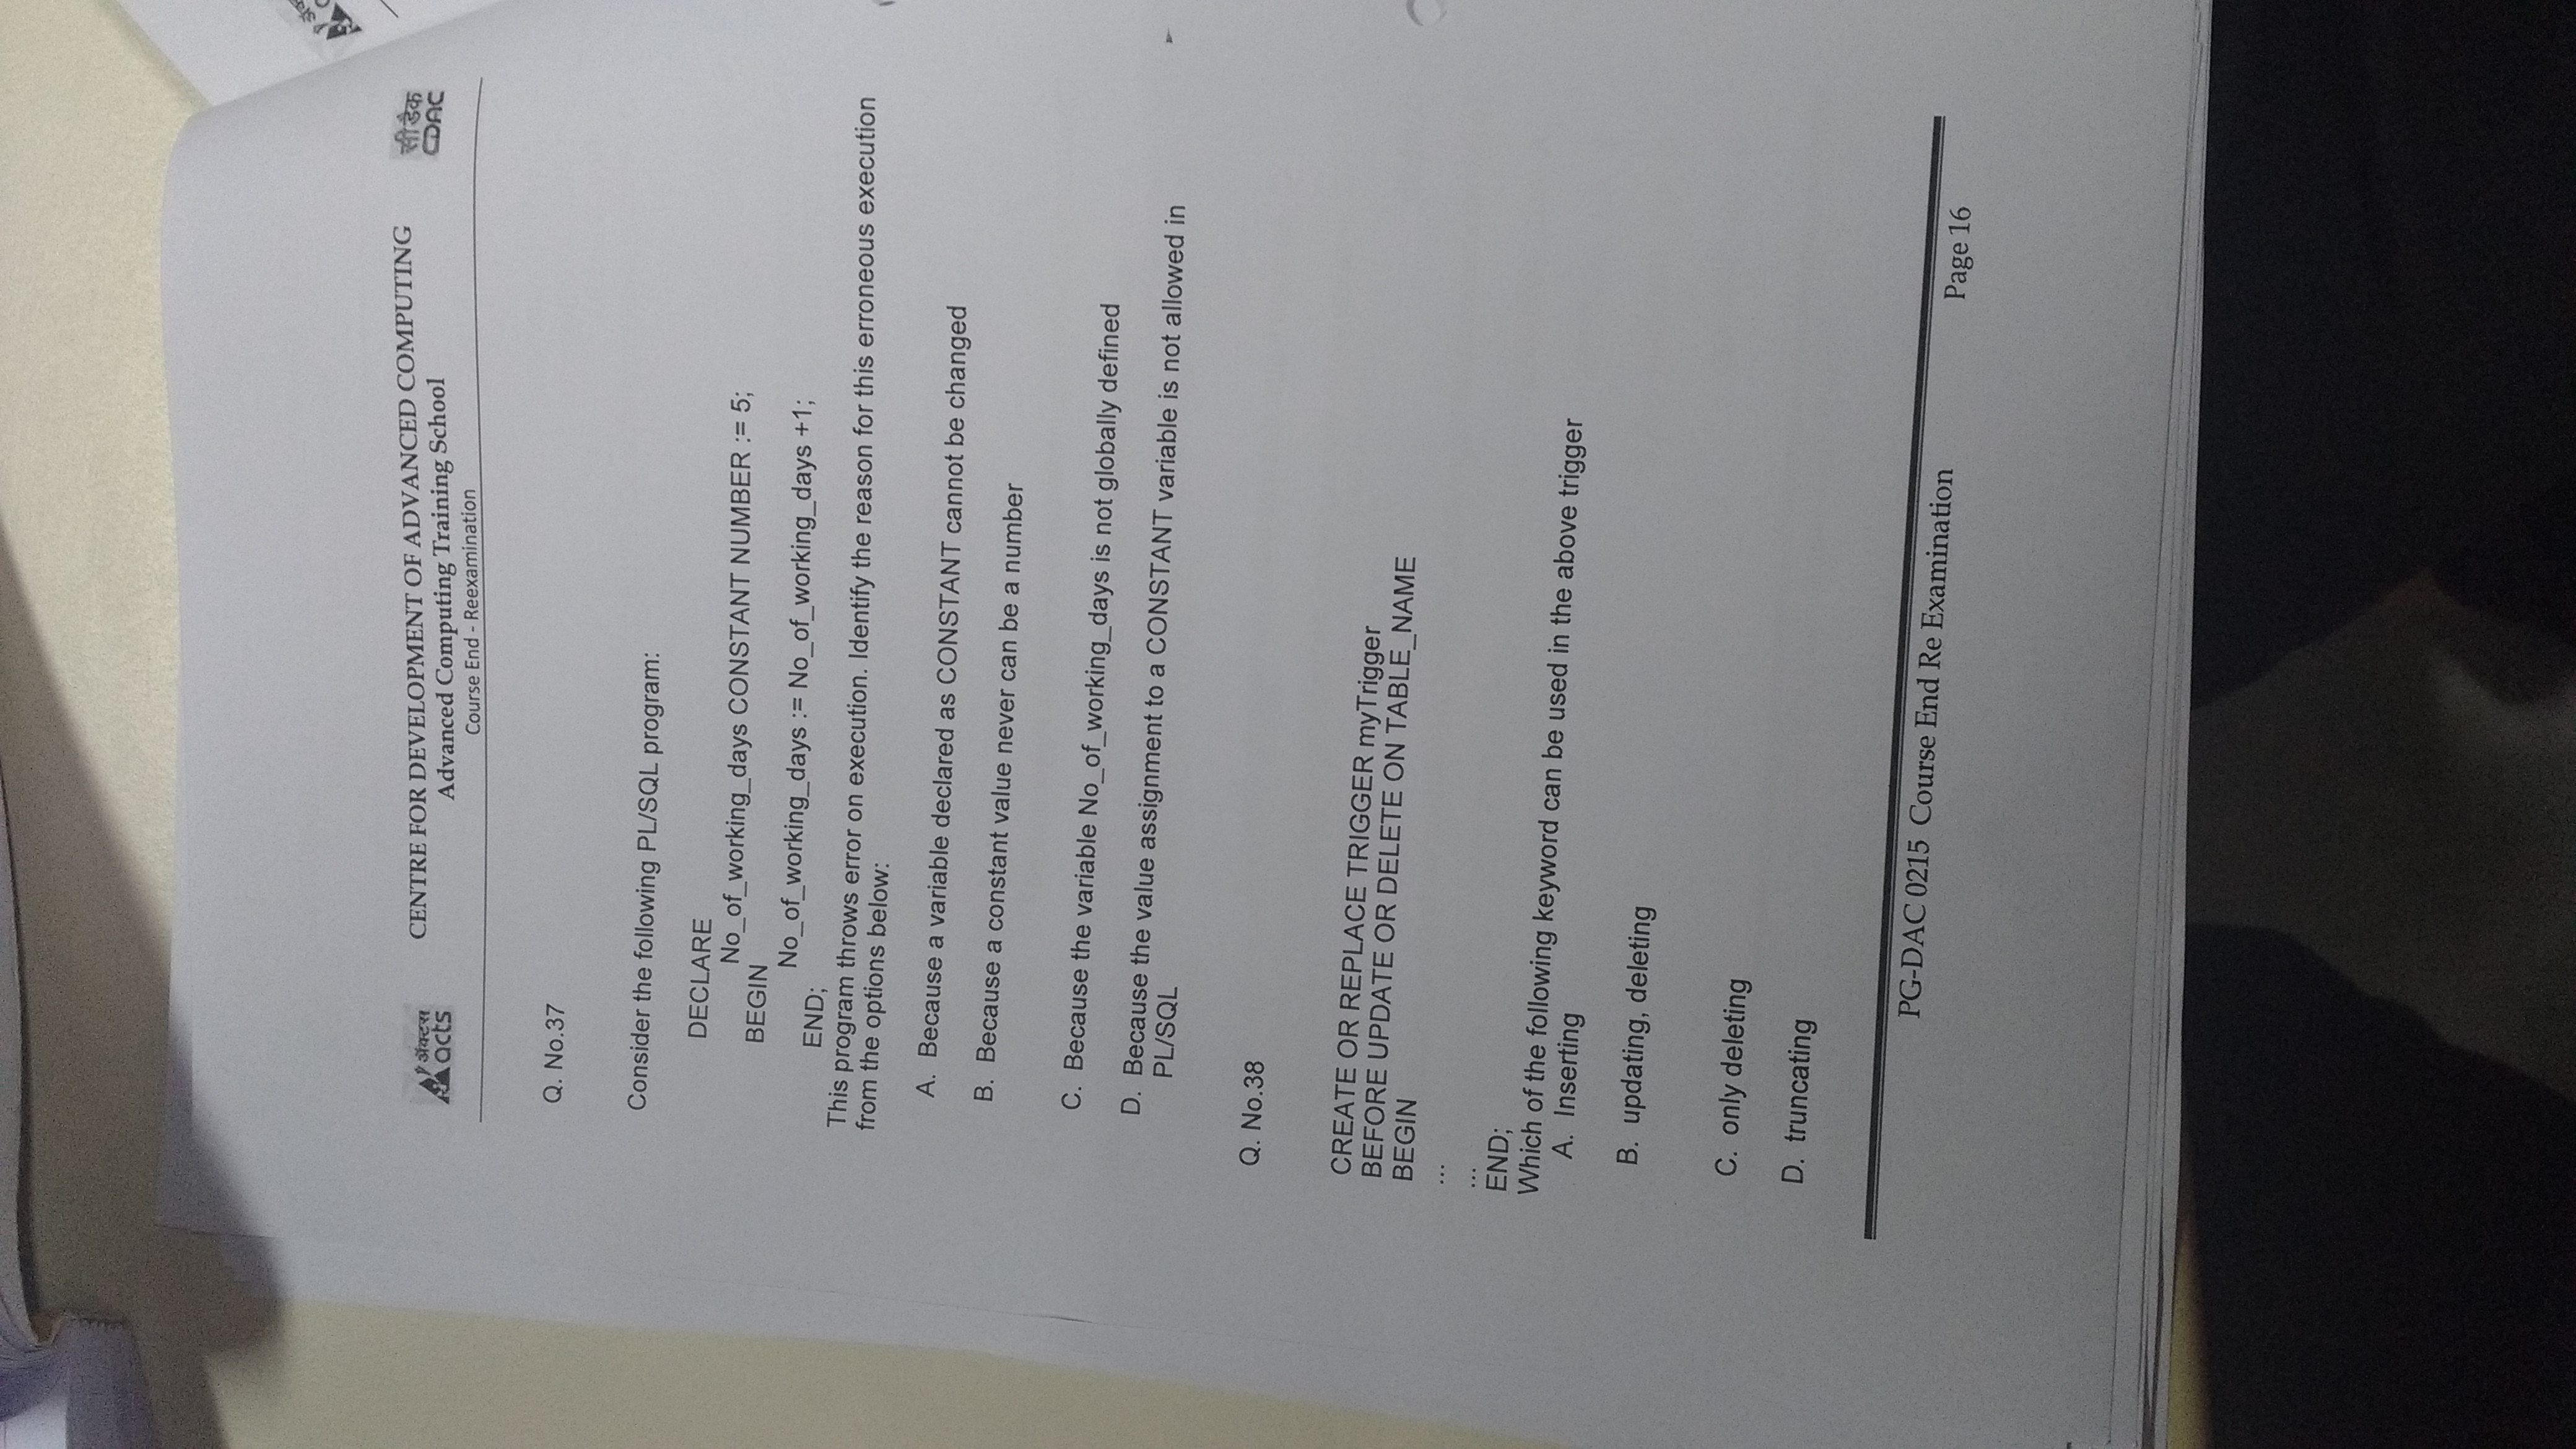 ॲक्टस
acts
CENTRE FOR DEVELOPMENT OF ADVANCED COMPUTING
Advanced Computing Training School
Course End - Reexamination
सी डैक
CDAC
Q. No.37
Consider the following PL/SQL program:
DECLARE
No_of_working_days CONSTANT NUMBER := 5;
BEGIN
No_of_working_days := No_of_working_days +1;
END;
This program throws error on execution. Identify the reason for this erroneous execution
from the options below:
A. Because a variable declared as CONSTANT cannot be changed
B. Because a constant value never can be a number
C. Because the variable No_of_working_days is not globally defined
D. Because the value assignment to a CONSTANT variable is not allowed in
PL/SQL
Q. No.38
CREATE OR REPLACE TRIGGER myTrigger
BEFORE UPDATE OR DELETE ON TABLE_NAME
BEGIN
...
...
END;
Which of the following keyword can be used in the above trigger
A. Inserting
B. updating, deleting
C. only deleting
D. truncating
PG-DAC 0215 Course End Re Examination
Page 16